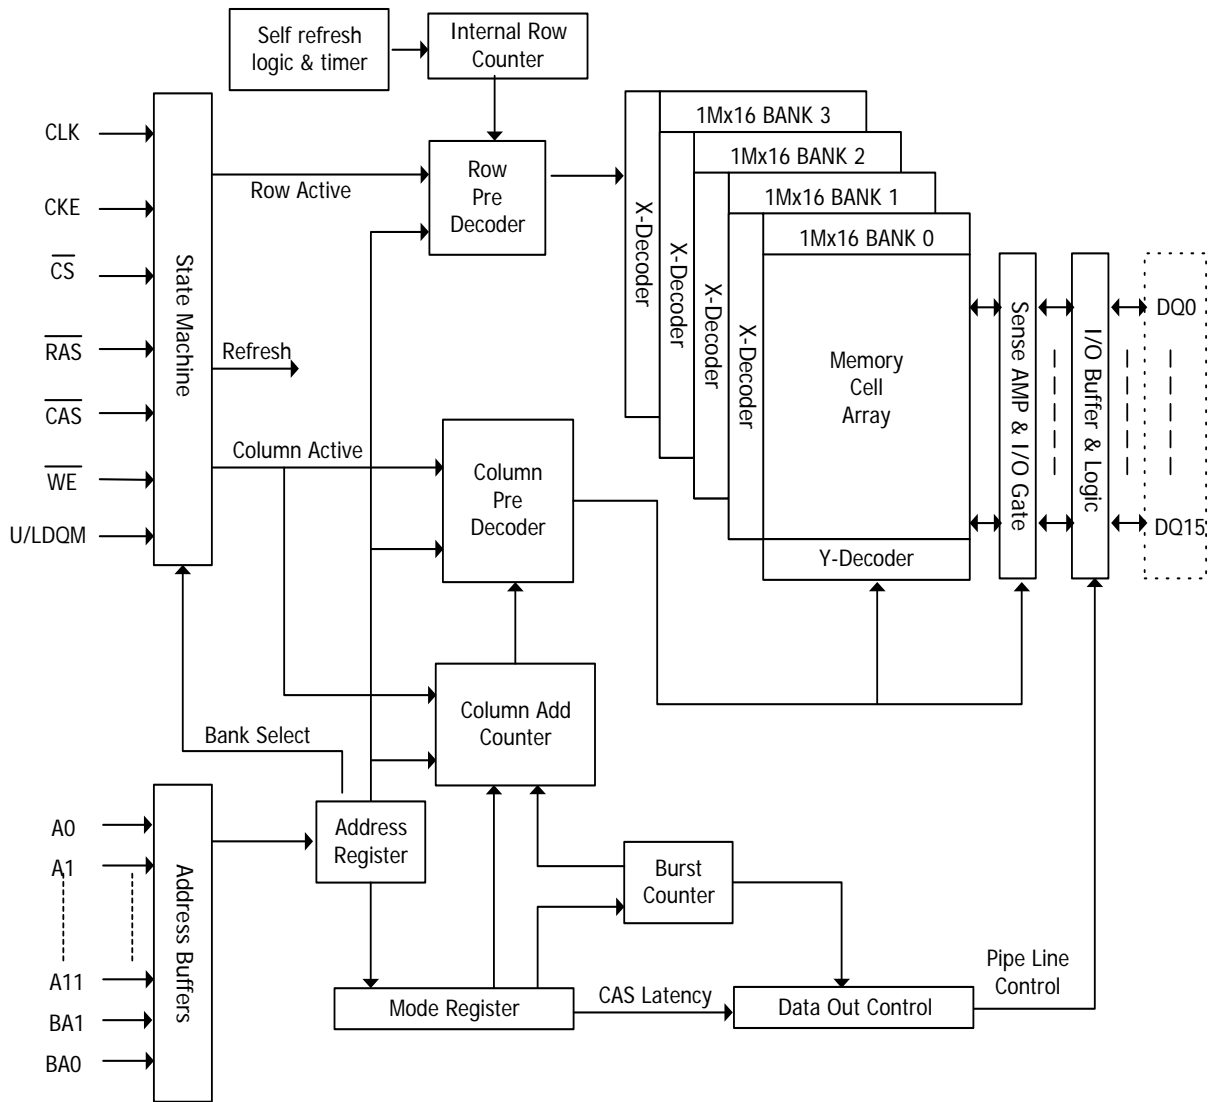 Self refresh
logic & timer
Internal Row
Counter
CLK
CKE
CS
RAS
CAS
WE
U/LDQM
State Machine
Row Active
Refresh
Column Active
Bank Select
Row
Pre
Decoder
Column
Pre
Decoder
Column Add
Counter
X-Decoder
X-Decoder
X-Decoder
X-Decoder
1Mx16 BANK 3
1Mx16 BANK 2
1Mx16 BANK 1
1Mx16 BANK 0
Memory
Cell
Array
Y-Decoder
Sense AMP & I/O Gate
I/O Buffer & Logic
DQ0
DQ15
A0
A1
A11
BA1
BA0
Address Buffers
Address
Register
Burst
Counter
Mode Register
CAS Latency
Data Out Control
Pipe Line
Control